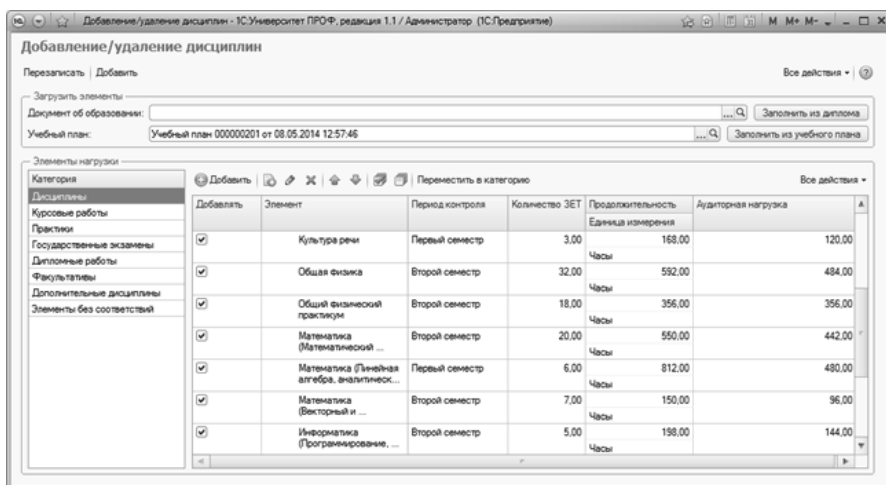 Добавление/удаление дисциплин - 1С:Университет ПРОФ, редакция 1.1 / Администратор (1С:Предприятие)
M M+ M-
Добавление/удаление дисциплин
Перезаписать Добавить Все действия
Загрузить элементы
Документ об образовании: ... Заполнить из диплома
Учебный план: Учебный план 000000201 от 08.05.2014 12:57:46 ... Заполнить из учебного плана
Элементы нагрузки
Категория
Дисциплины
Курсовые работы
Практики
Государственные экзамены
Дипломные работы
Факультативы
Дополнительные дисциплины
Элементы без соответствий
Добавить Переместить в категорию Все действия
Добавлять Элемент Период контроля Количество ЗЕТ Продолжительность Аудиторная нагрузка
Единица измерения
Культура речи Первый семестр 3,00 168,00 120,00
Часы
Общая физика Второй семестр 32,00 592,00 484,00
Часы
Общий физический Второй семестр 18,00 356,00 356,00
практикум Часы
Математика Второй семестр 20,00 550,00 442,00
(Математический ... Часы
Математика (Линейная Первый семестр 6,00 812,00 480,00
алгебра, аналитическ... Часы
Математика Второй семестр 7,00 150,00 96,00
(Векторный и ... Часы
Информатика Второй семестр 5,00 198,00 144,00
(Программирование, ... Часы